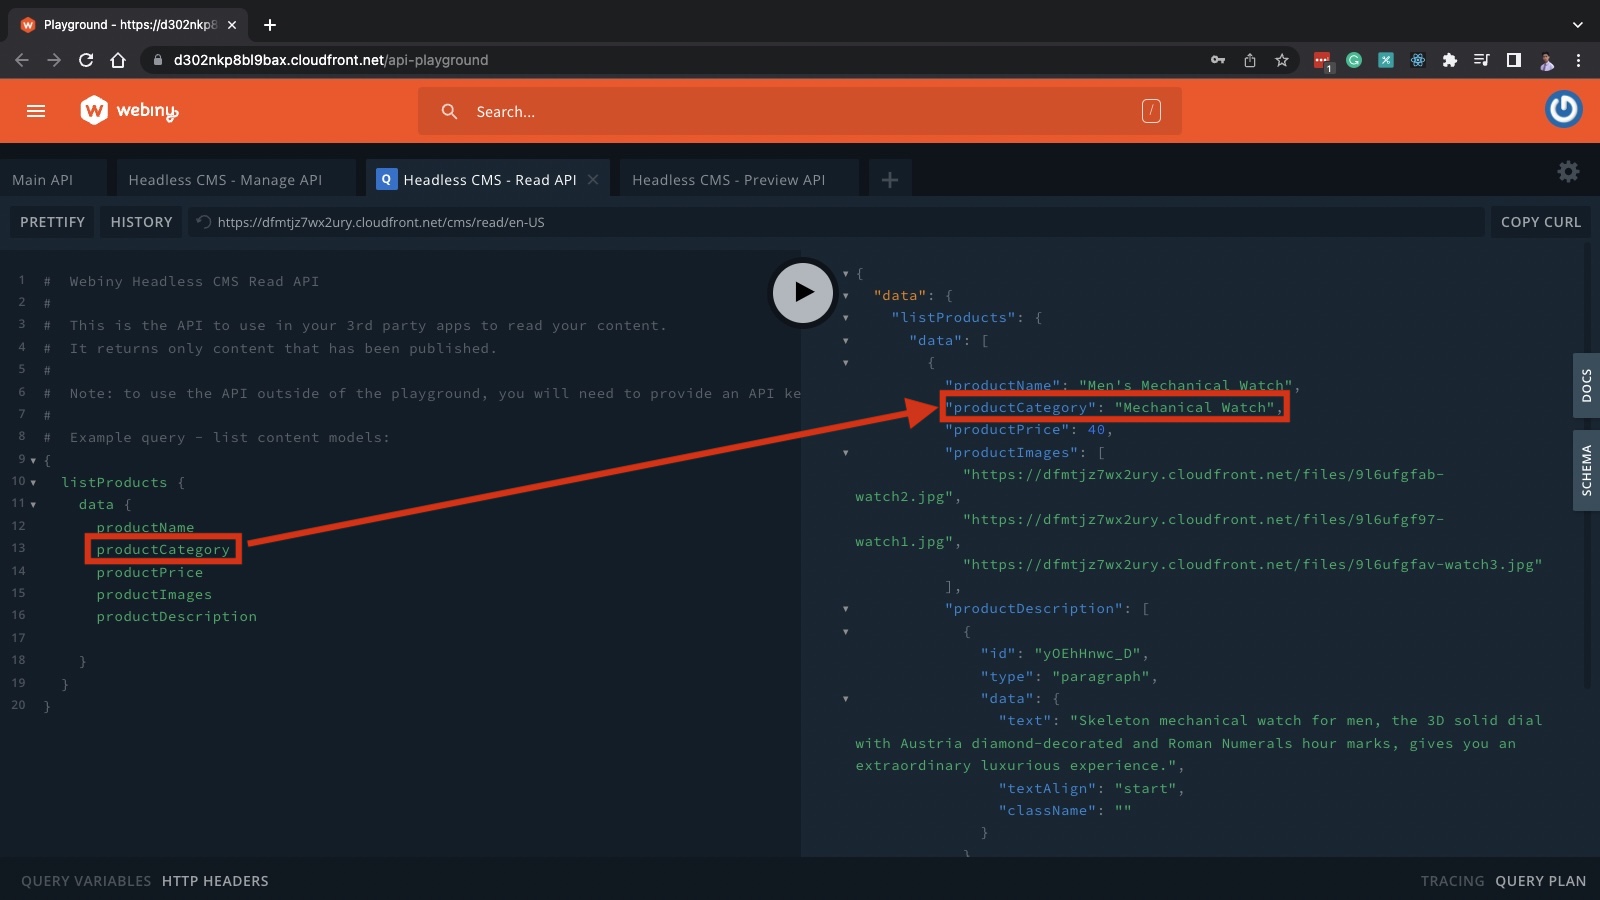 Playground - https://d302nkp8
d302nkp8bl9bax.cloudfront.net/api-playground
1
webiny
Search...
/
Main API
Headless CMS - Manage API
Q Headless CMS - Read API
Headless CMS - Preview API
PRETTIFY
HISTORY
https://dfmtjz7wx2ury.cloudfront.net/cms/read/en-US
COPY CURL
1 # Webiny Headless CMS Read API
2 #
3 # This is the API to use in your 3rd party apps to read your content.
4 # It returns only content that has been published.
5 #
6 # Note: to use the API outside of the playground, you will need to provide an API ke
7 #
8 # Example query - list content models:
9 {
10 listProducts {
11 data {
12 productName
13 productCategory
14 productPrice
15 productImages
16 productDescription
17
18 }
19 }
20 }
{
"data": {
"listProducts": {
"data": [
{
"productName": "Men's Mechanical Watch",
"productCategory": "Mechanical Watch",
"productPrice": 40,
"productImages": [
"https://dfmtjz7wx2ury.cloudfront.net/files/9l6ufgfab-
watch2.jpg",
"https://dfmtjz7wx2ury.cloudfront.net/files/9l6ufgf97-
watch1.jpg",
"https://dfmtjz7wx2ury.cloudfront.net/files/9l6ufgfav-watch3.jpg"
],
"productDescription": [
{
"id": "yOEhHnwc_D",
"type": "paragraph",
"data": {
"text": "Skeleton mechanical watch for men, the 3D solid dial
with Austria diamond-decorated and Roman Numerals hour marks, gives you an
extraordinary luxurious experience.",
"textAlign": "start",
"className": ""
}
}
DOCS
SCHEMA
QUERY VARIABLES
HTTP HEADERS
TRACING
QUERY PLAN